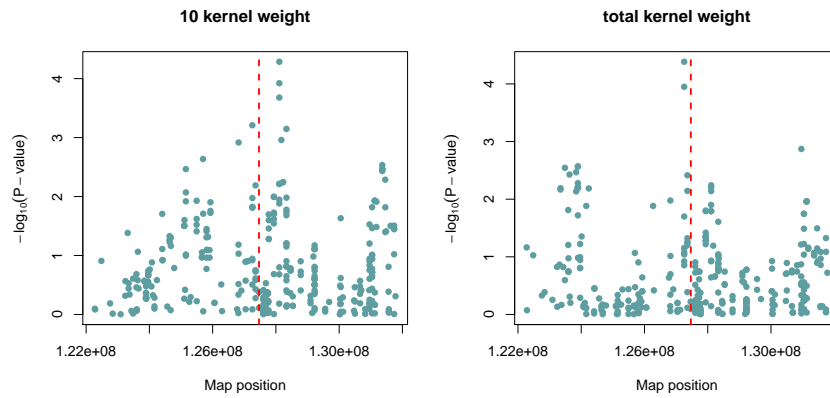 10 kernel weight
− log10(P − value)
4
3
2
1
0
1.22e+08
1.26e+08
1.30e+08
Map position
total kernel weight
− log10(P − value)
4
3
2
1
0
1.22e+08
1.26e+08
1.30e+08
Map position